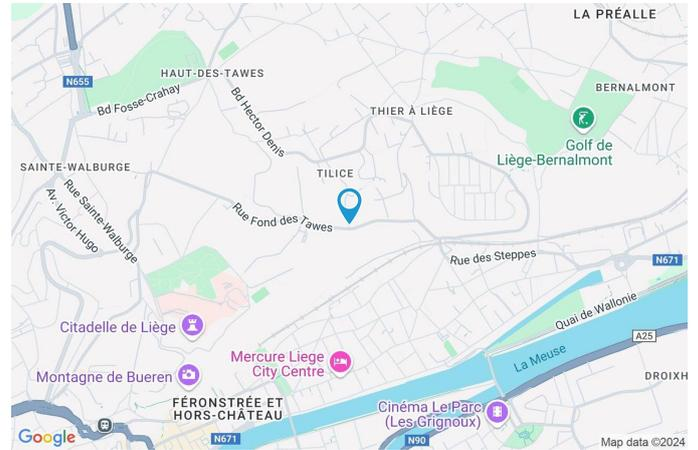 LA PRÉALLE
N655
HAUT-DES-TAWES
BERNALMONT
Bd Fosse-Crahay
Bd Hector Denis
THIER À LIÈGE
Golf de
Liège-Bernalmont
SAINTE-WALBURGE
TILICE
Rue Sainte-Walburge
Av. Victor Hugo
Rue Fond des Tawes
Rue des Steppes
N671
Quai de Wallonie
Citadelle de Liège
A25
La Meuse
Mercure Liege
City Centre
Montagne de Bueren
DROIXH
FÉRONSTRÉE ET
HORS-CHÂTEAU
Cinéma Le Parc
(Les Grignoux)
Google
N671
N90
Map data ©2024